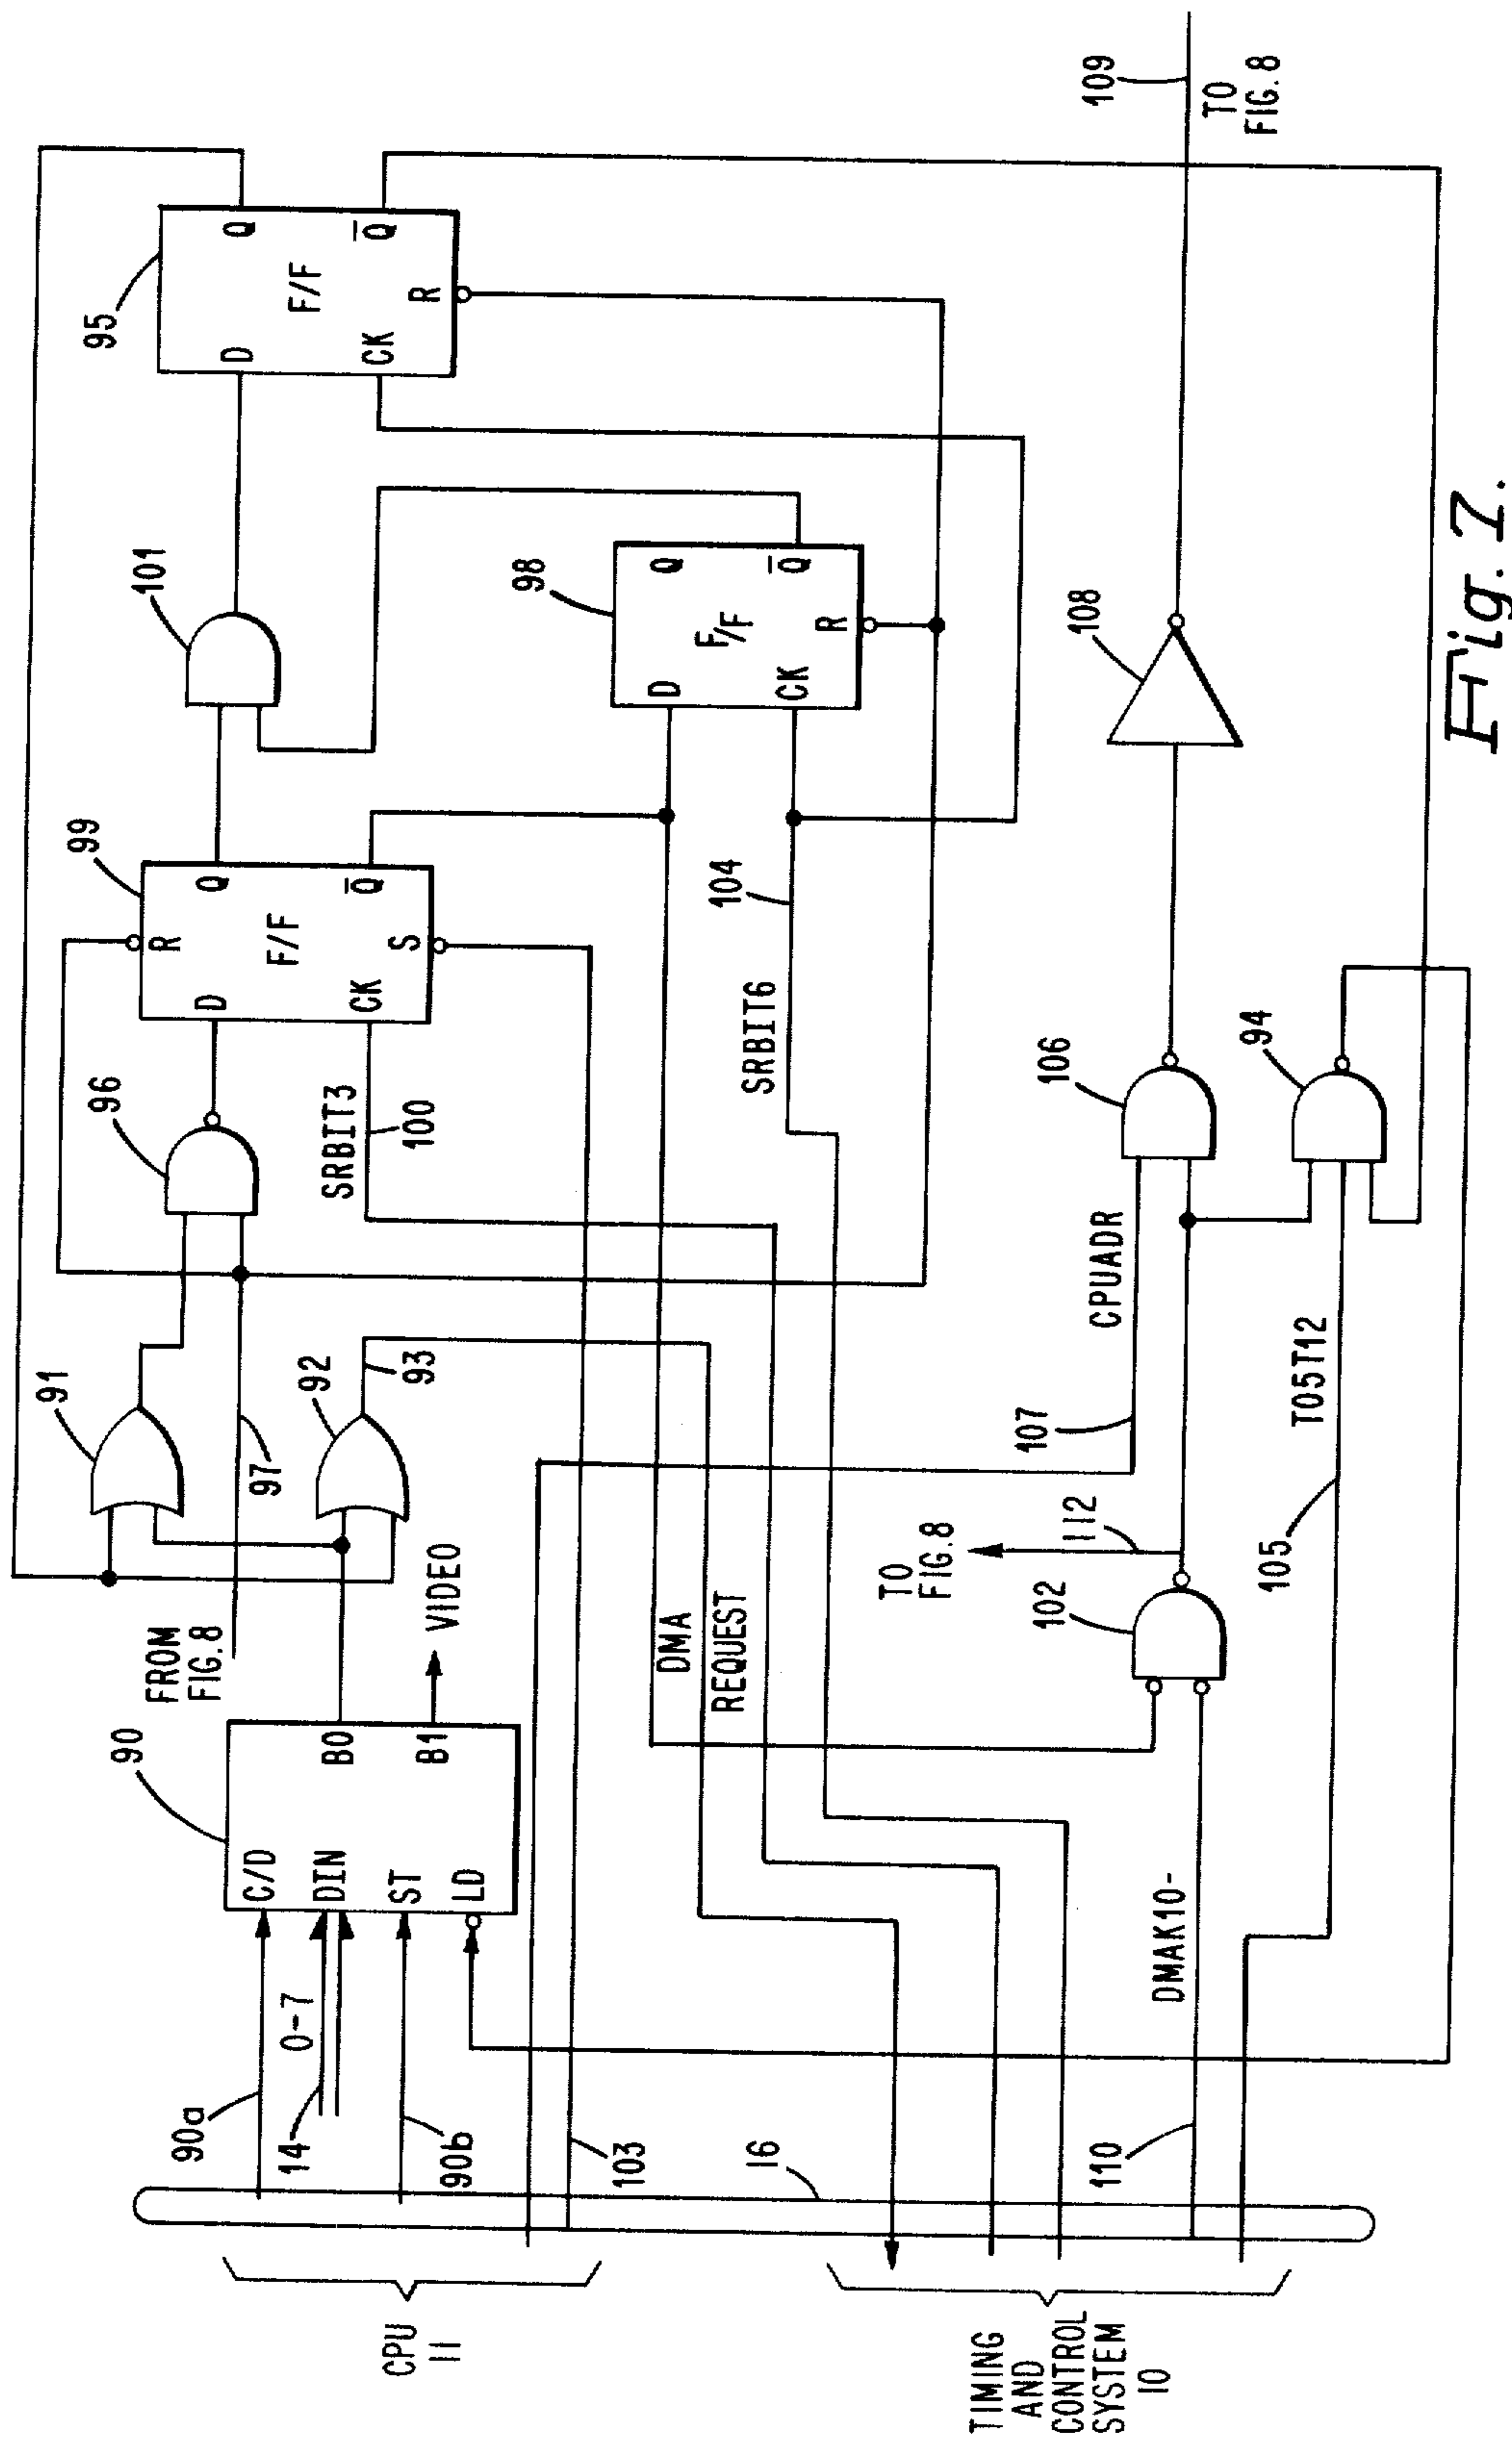 CPU
11
TIMING
AND
CONTROL
SYSTEM
10
90a
14
0-7
90b
103
16
110
90
C/D
DIN
ST
LD
B0
B1
VIDEO
FROM
FIG.8
97
91
92
93
DMA
REQUEST
DMAK10-
TO
FIG.8
112
102
105
T05T12
107
CPUADR
96
SRBIT3
100
SRBIT6
104
106
94
99
R
D
Q
F/F
CK
S
Q
101
98
D
Q
F/F
CK
R
Q
108
95
D
Q
F/F
CK
R
Q
109
TO
FIG.8
Fig. 7.